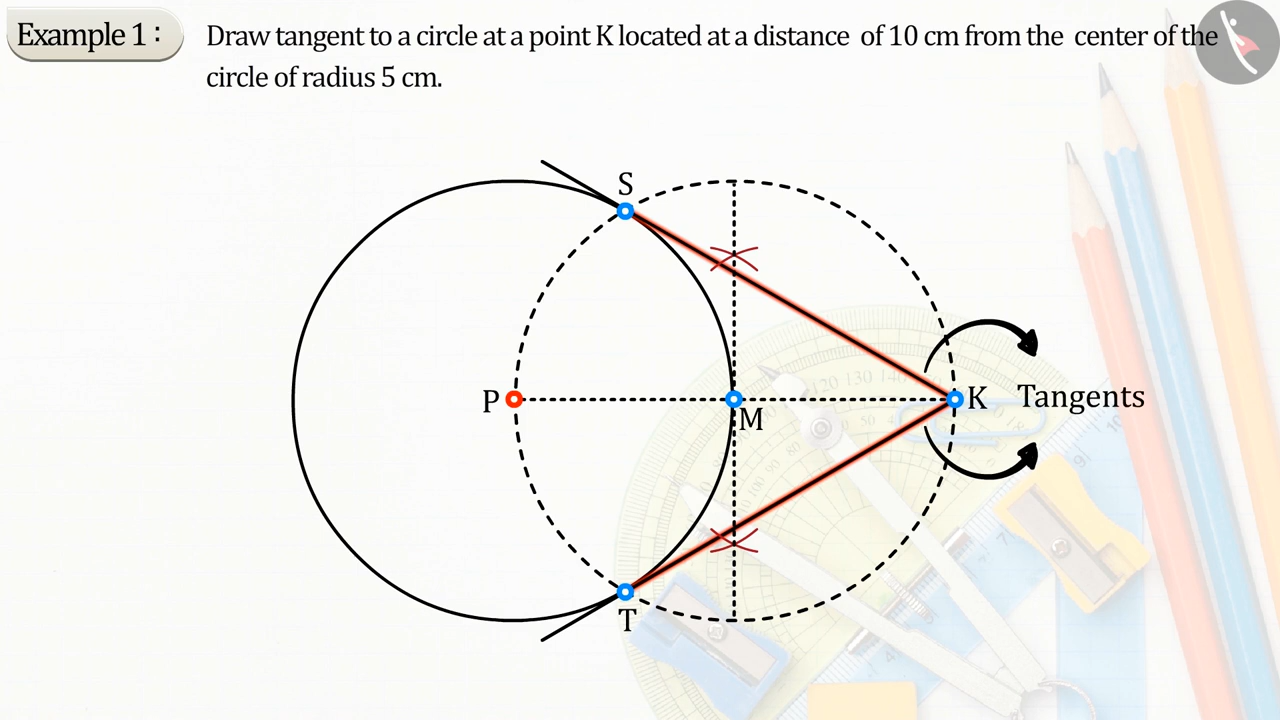 Example 1 :
Draw tangent to a circle at a point K located at a distance of 10 cm from the center of the
circle of radius 5 cm.
S
P
M
K
Tangents
T